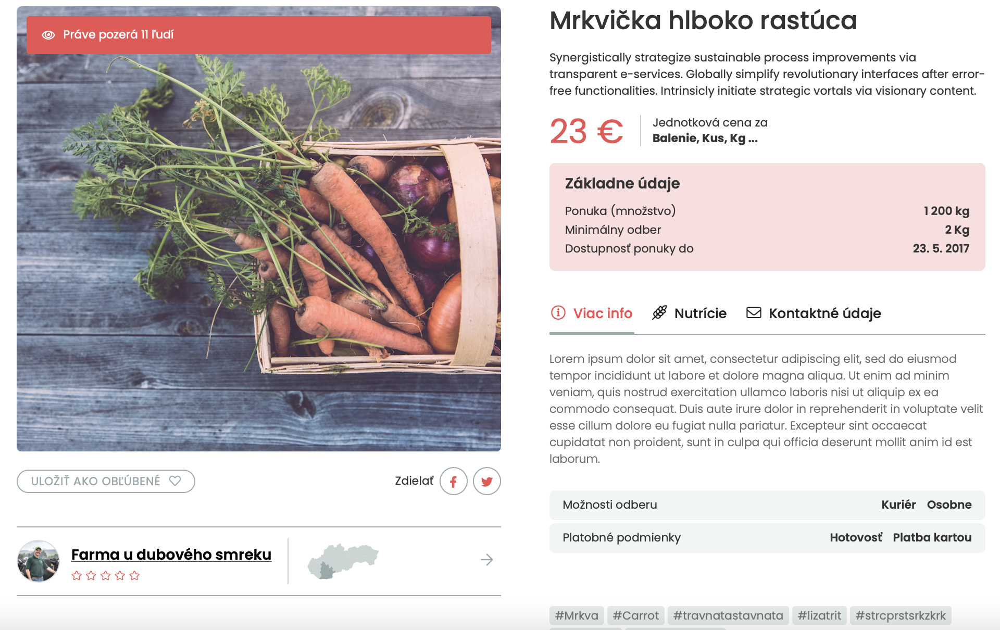 Práve pozerá 11 ľudí
ULOŽIŤ AKO OBĽÚBENÉ
Zdielať
Farma u dubového smreku
Mrkvička hlboko rastúca
Synergistically strategize sustainable process improvements via
transparent e-services. Globally simplify revolutionary interfaces after error-
free functionalities. Intrinsicly initiate strategic vortals via visionary content.
23 €
Jednotková cena za
Balenie, Kus, Kg ...
Základne údaje
Ponuka (množstvo) 1 200 kg
Minimálny odber 2 Kg
Dostupnosť ponuky do 23. 5. 2017
Viac info Nutrície Kontaktné údaje
Lorem ipsum dolor sit amet, consectetur adipiscing elit, sed do eiusmod
tempor incididunt ut labore et dolore magna aliqua. Ut enim ad minim
veniam, quis nostrud exercitation ullamco laboris nisi ut aliquip ex ea
commodo consequat. Duis aute irure dolor in reprehenderit in voluptate velit
esse cillum dolore eu fugiat nulla pariatur. Excepteur sint occaecat
cupidatat non proident, sunt in culpa qui officia deserunt mollit anim id est
laborum.
Možnosti odberu Kuriér Osobne
Platobné podmienky Hotovosť Platba kartou
#Mrkva #Carrot #travnatastavnata #lizatrit #strcprstsrkzkrk